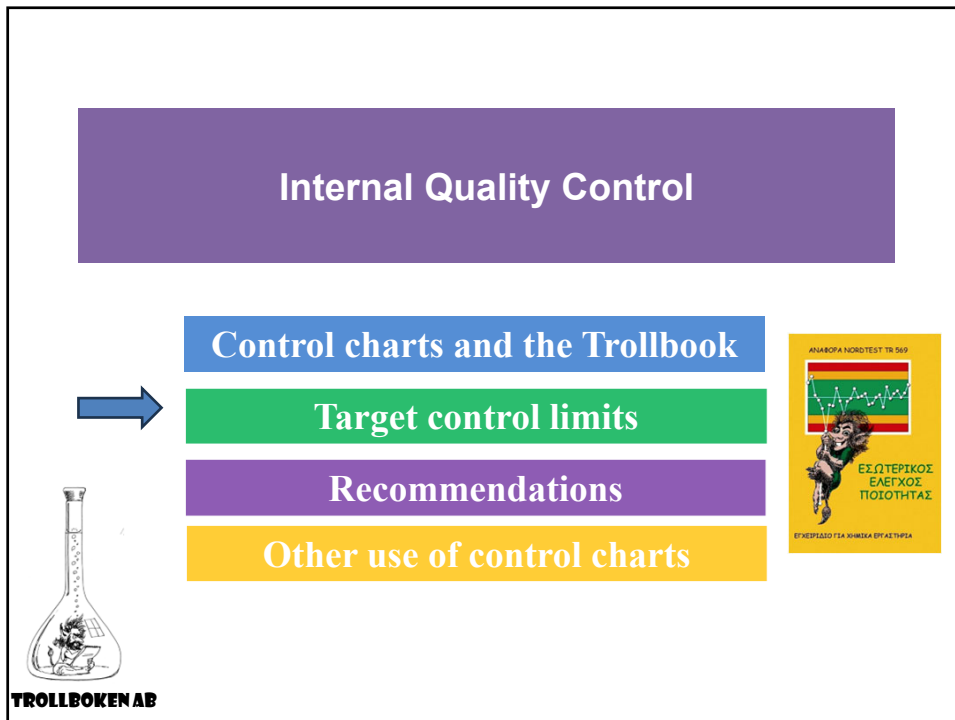 Internal Quality Control
Control charts and the Trollbook
Target control limits
Recommendations
Other use of control charts
ΑΝΑΦΟΡΑ NORDTEST TR 569
ΕΣΩΤΕΡΙΚΟΣ
ΕΛΕΓΧΟΣ
ΠΟΙΟΤΗΤΑΣ
ΕΓΧΕΙΡΙΔΙΟ ΓΙΑ ΧΗΜΙΚΑ ΕΡΓΑΣΤΗΡΙΑ
TROLLBOKEN AB